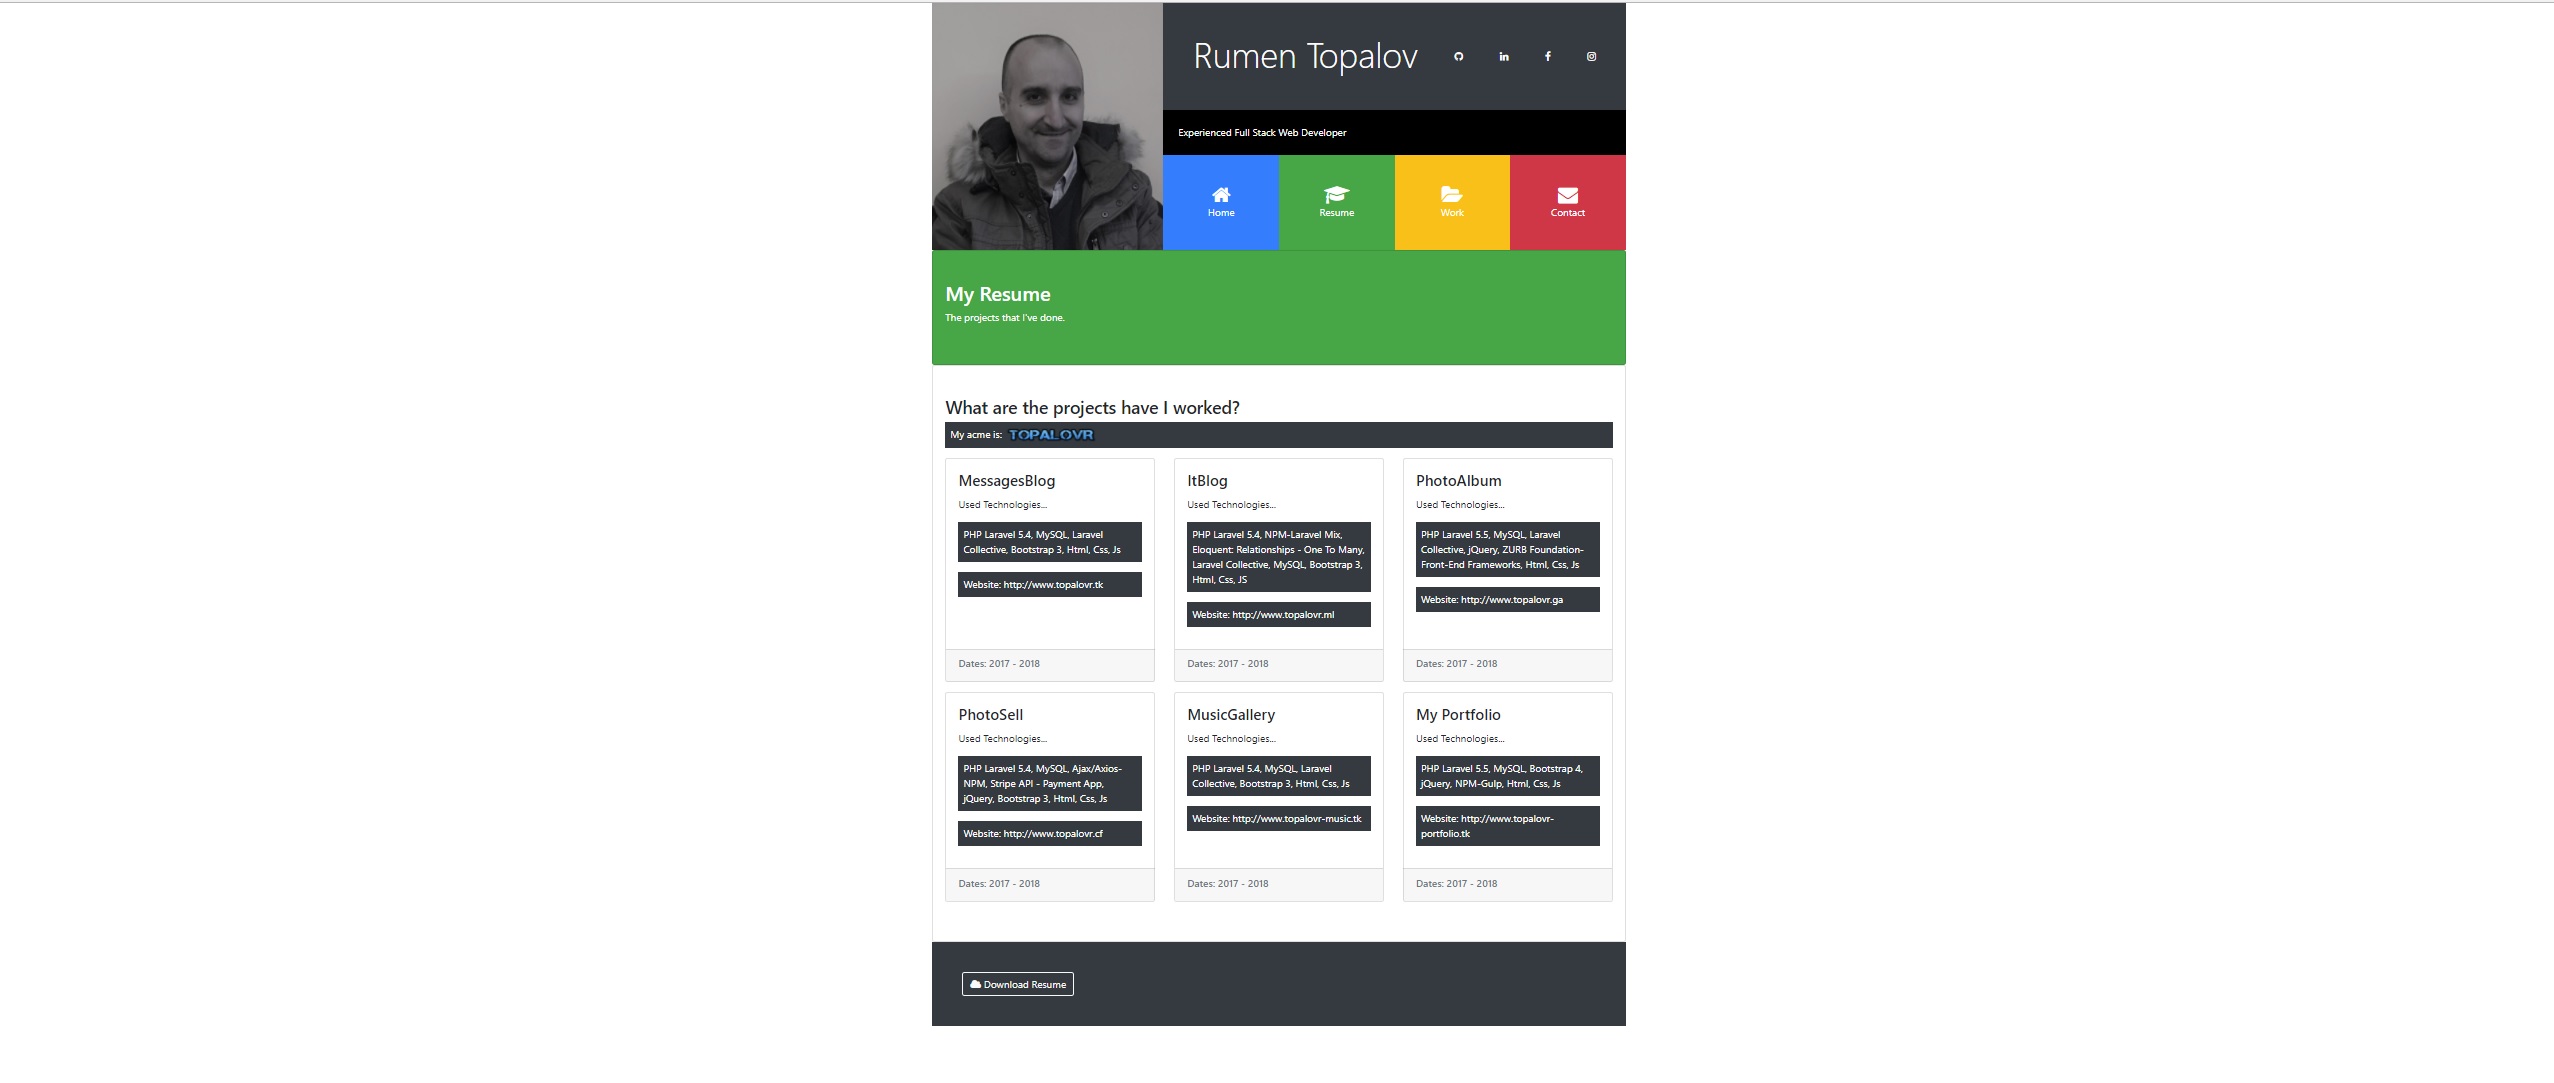 Rumen Topalov
Experienced Full Stack Web Developer
Home
Resume
Work
Contact
My Resume
The projects that I've done.
What are the projects have I worked?
My acme is: TOPALOVR
MessagesBlog
Used Technologies...
PHP Laravel 5.4, MySQL, Laravel
Collective, Bootstrap 3, Html, Css, Js
Website: http://www.topalovr.tk
Dates: 2017 - 2018
ItBlog
Used Technologies...
PHP Laravel 5.4, NPM-Laravel Mix,
Eloquent: Relationships - One To Many,
Laravel Collective, MySQL, Bootstrap 3,
Html, Css, JS
Website: http://www.topalovr.ml
Dates: 2017 - 2018
PhotoAlbum
Used Technologies...
PHP Laravel 5.5, MySQL, Laravel
Collective, jQuery, ZURB Foundation-
Front-End Frameworks, Html, Css, Js
Website: http://www.topalovr.ga
Dates: 2017 - 2018
PhotoSell
Used Technologies...
PHP Laravel 5.4, MySQL, Ajax/Axios-
NPM, Stripe API - Payment App,
jQuery, Bootstrap 3, Html, Css, Js
Website: http://www.topalovr.cf
Dates: 2017 - 2018
MusicGallery
Used Technologies...
PHP Laravel 5.4, MySQL, Laravel
Collective, Bootstrap 3, Html, Css, Js
Website: http://www.topalovr-music.tk
Dates: 2017 - 2018
My Portfolio
Used Technologies...
PHP Laravel 5.5, MySQL, Bootstrap 4,
jQuery, NPM-Gulp, Html, Css, Js
Website: http://www.topalovr-
portfolio.tk
Dates: 2017 - 2018
Download Resume